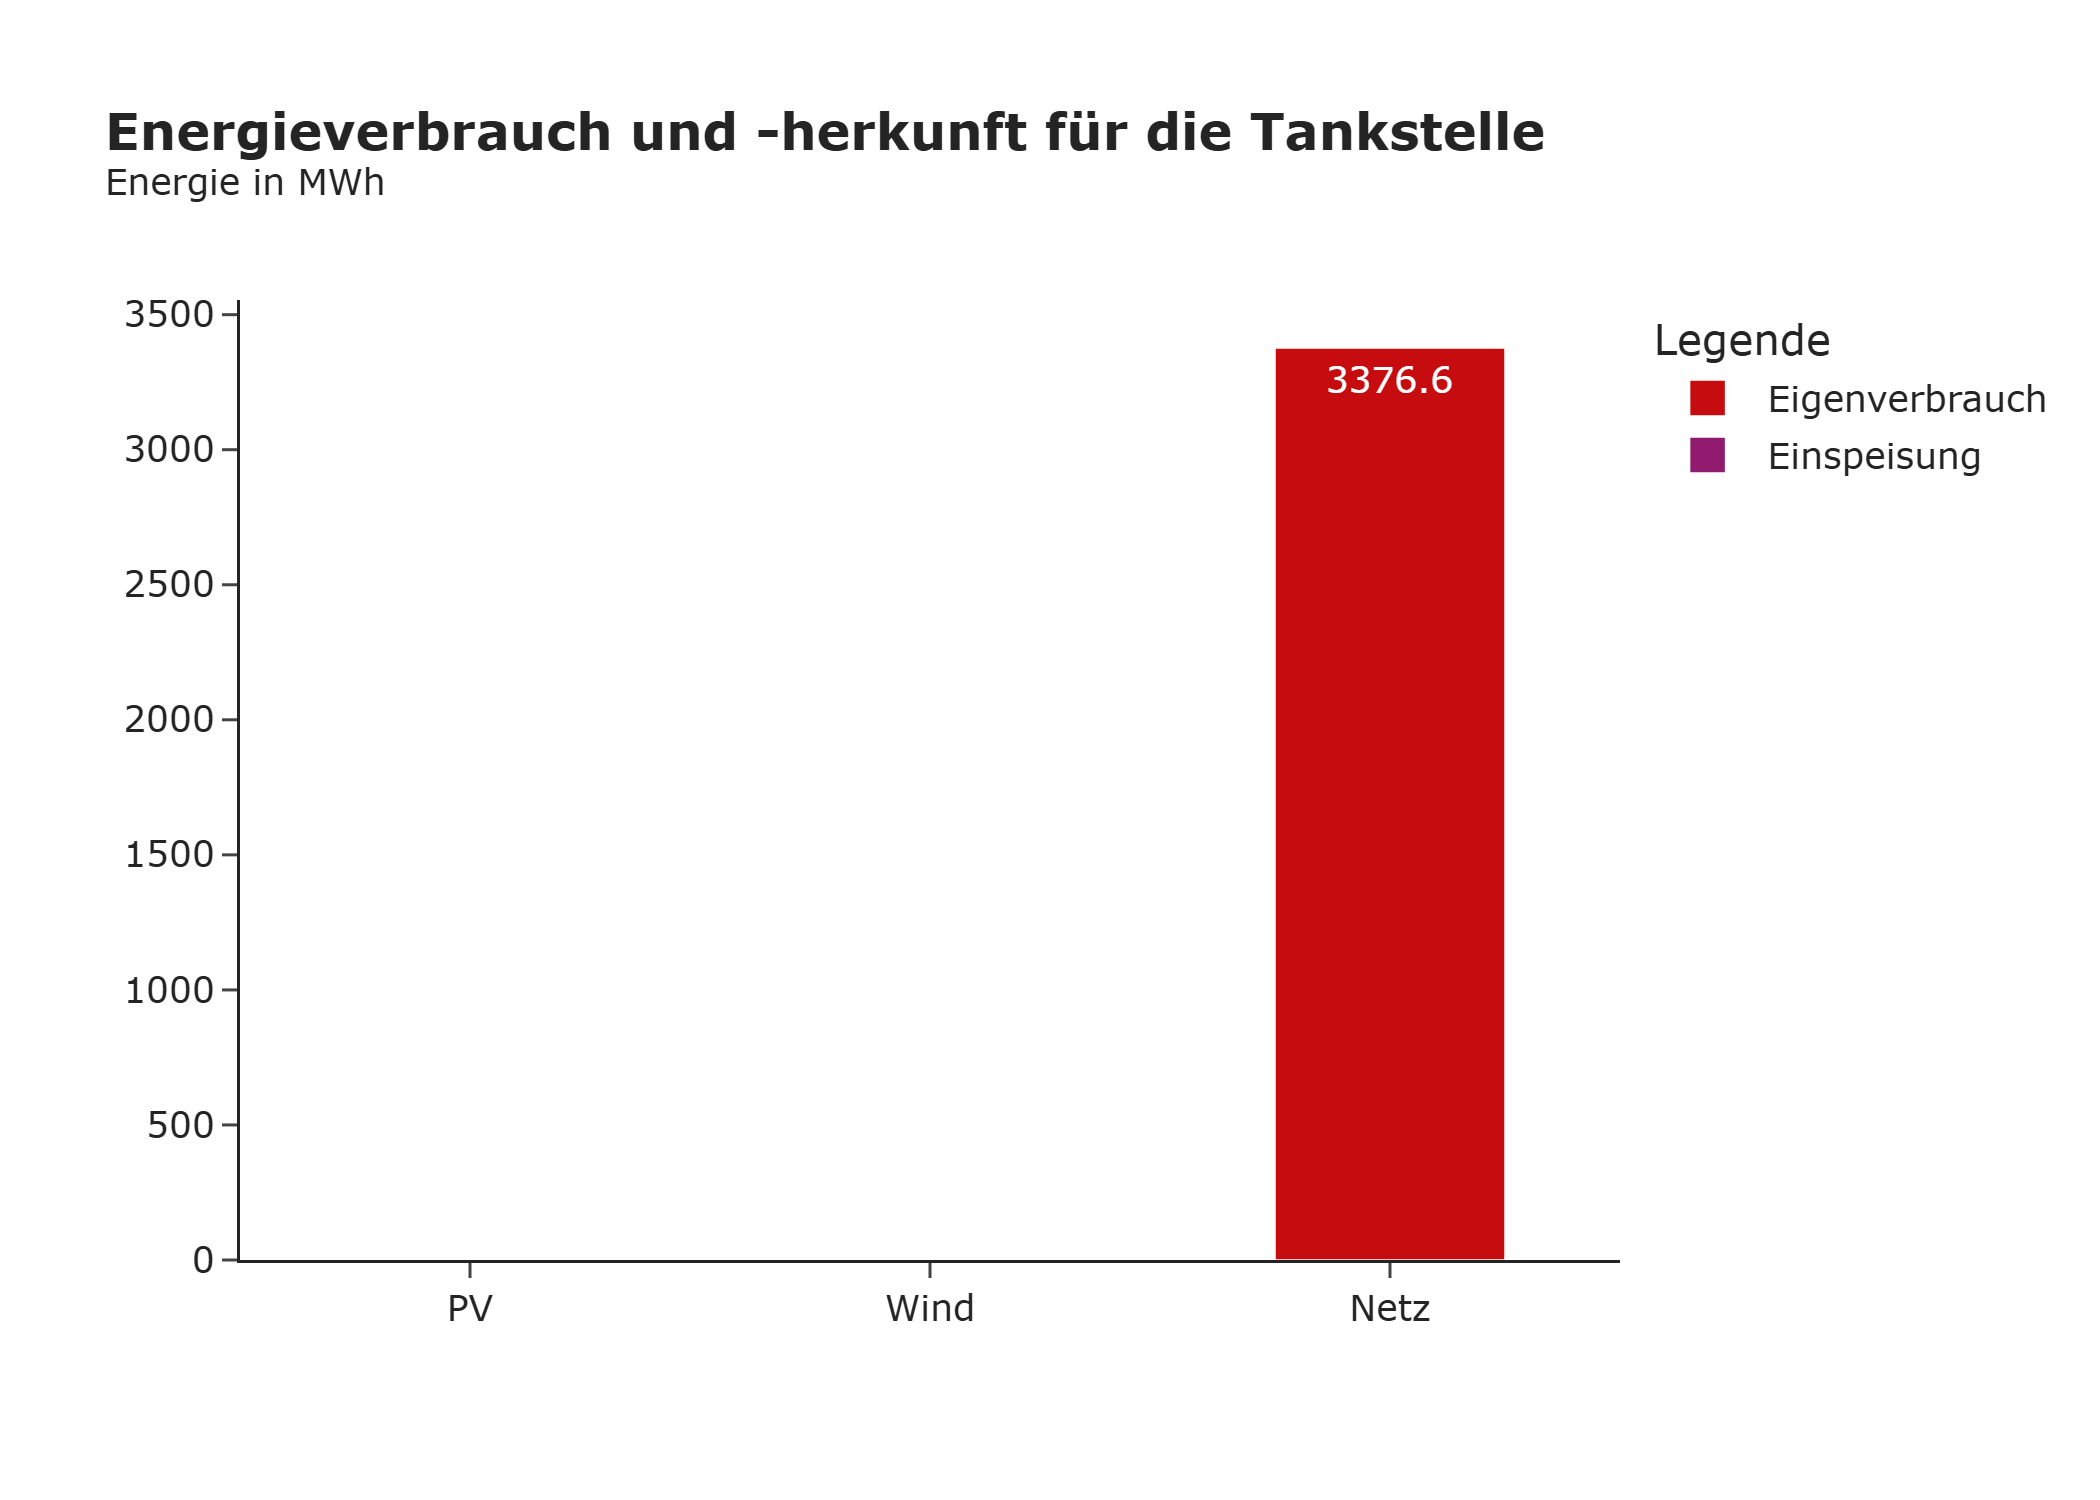 Energieverbrauch und -herkunft für die Tankstelle
Energie in MWh
3500
3000
2500
2000
1500
1000
500
0
3376.6
PV
Wind
Netz
Legende
Eigenverbrauch
Einspeisung